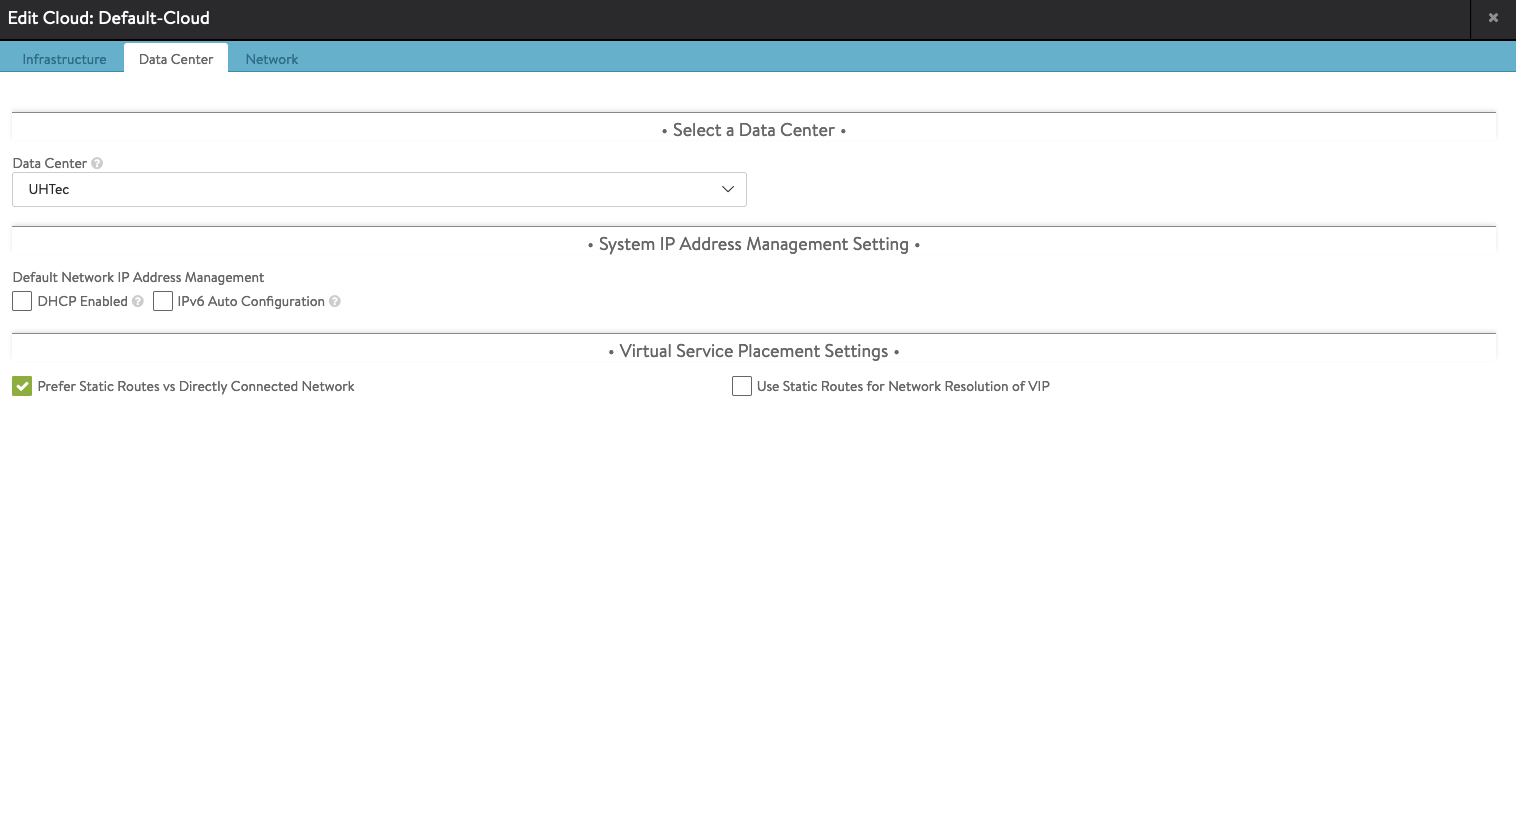 Edit Cloud: Default-Cloud
Infrastructure
Data Center
Network
• Select a Data Center •
Data Center ?
UHTec
• System IP Address Management Setting •
Default Network IP Address Management
DHCP Enabled ? IPv6 Auto Configuration ?
• Virtual Service Placement Settings •
Prefer Static Routes vs Directly Connected Network
Use Static Routes for Network Resolution of VIP